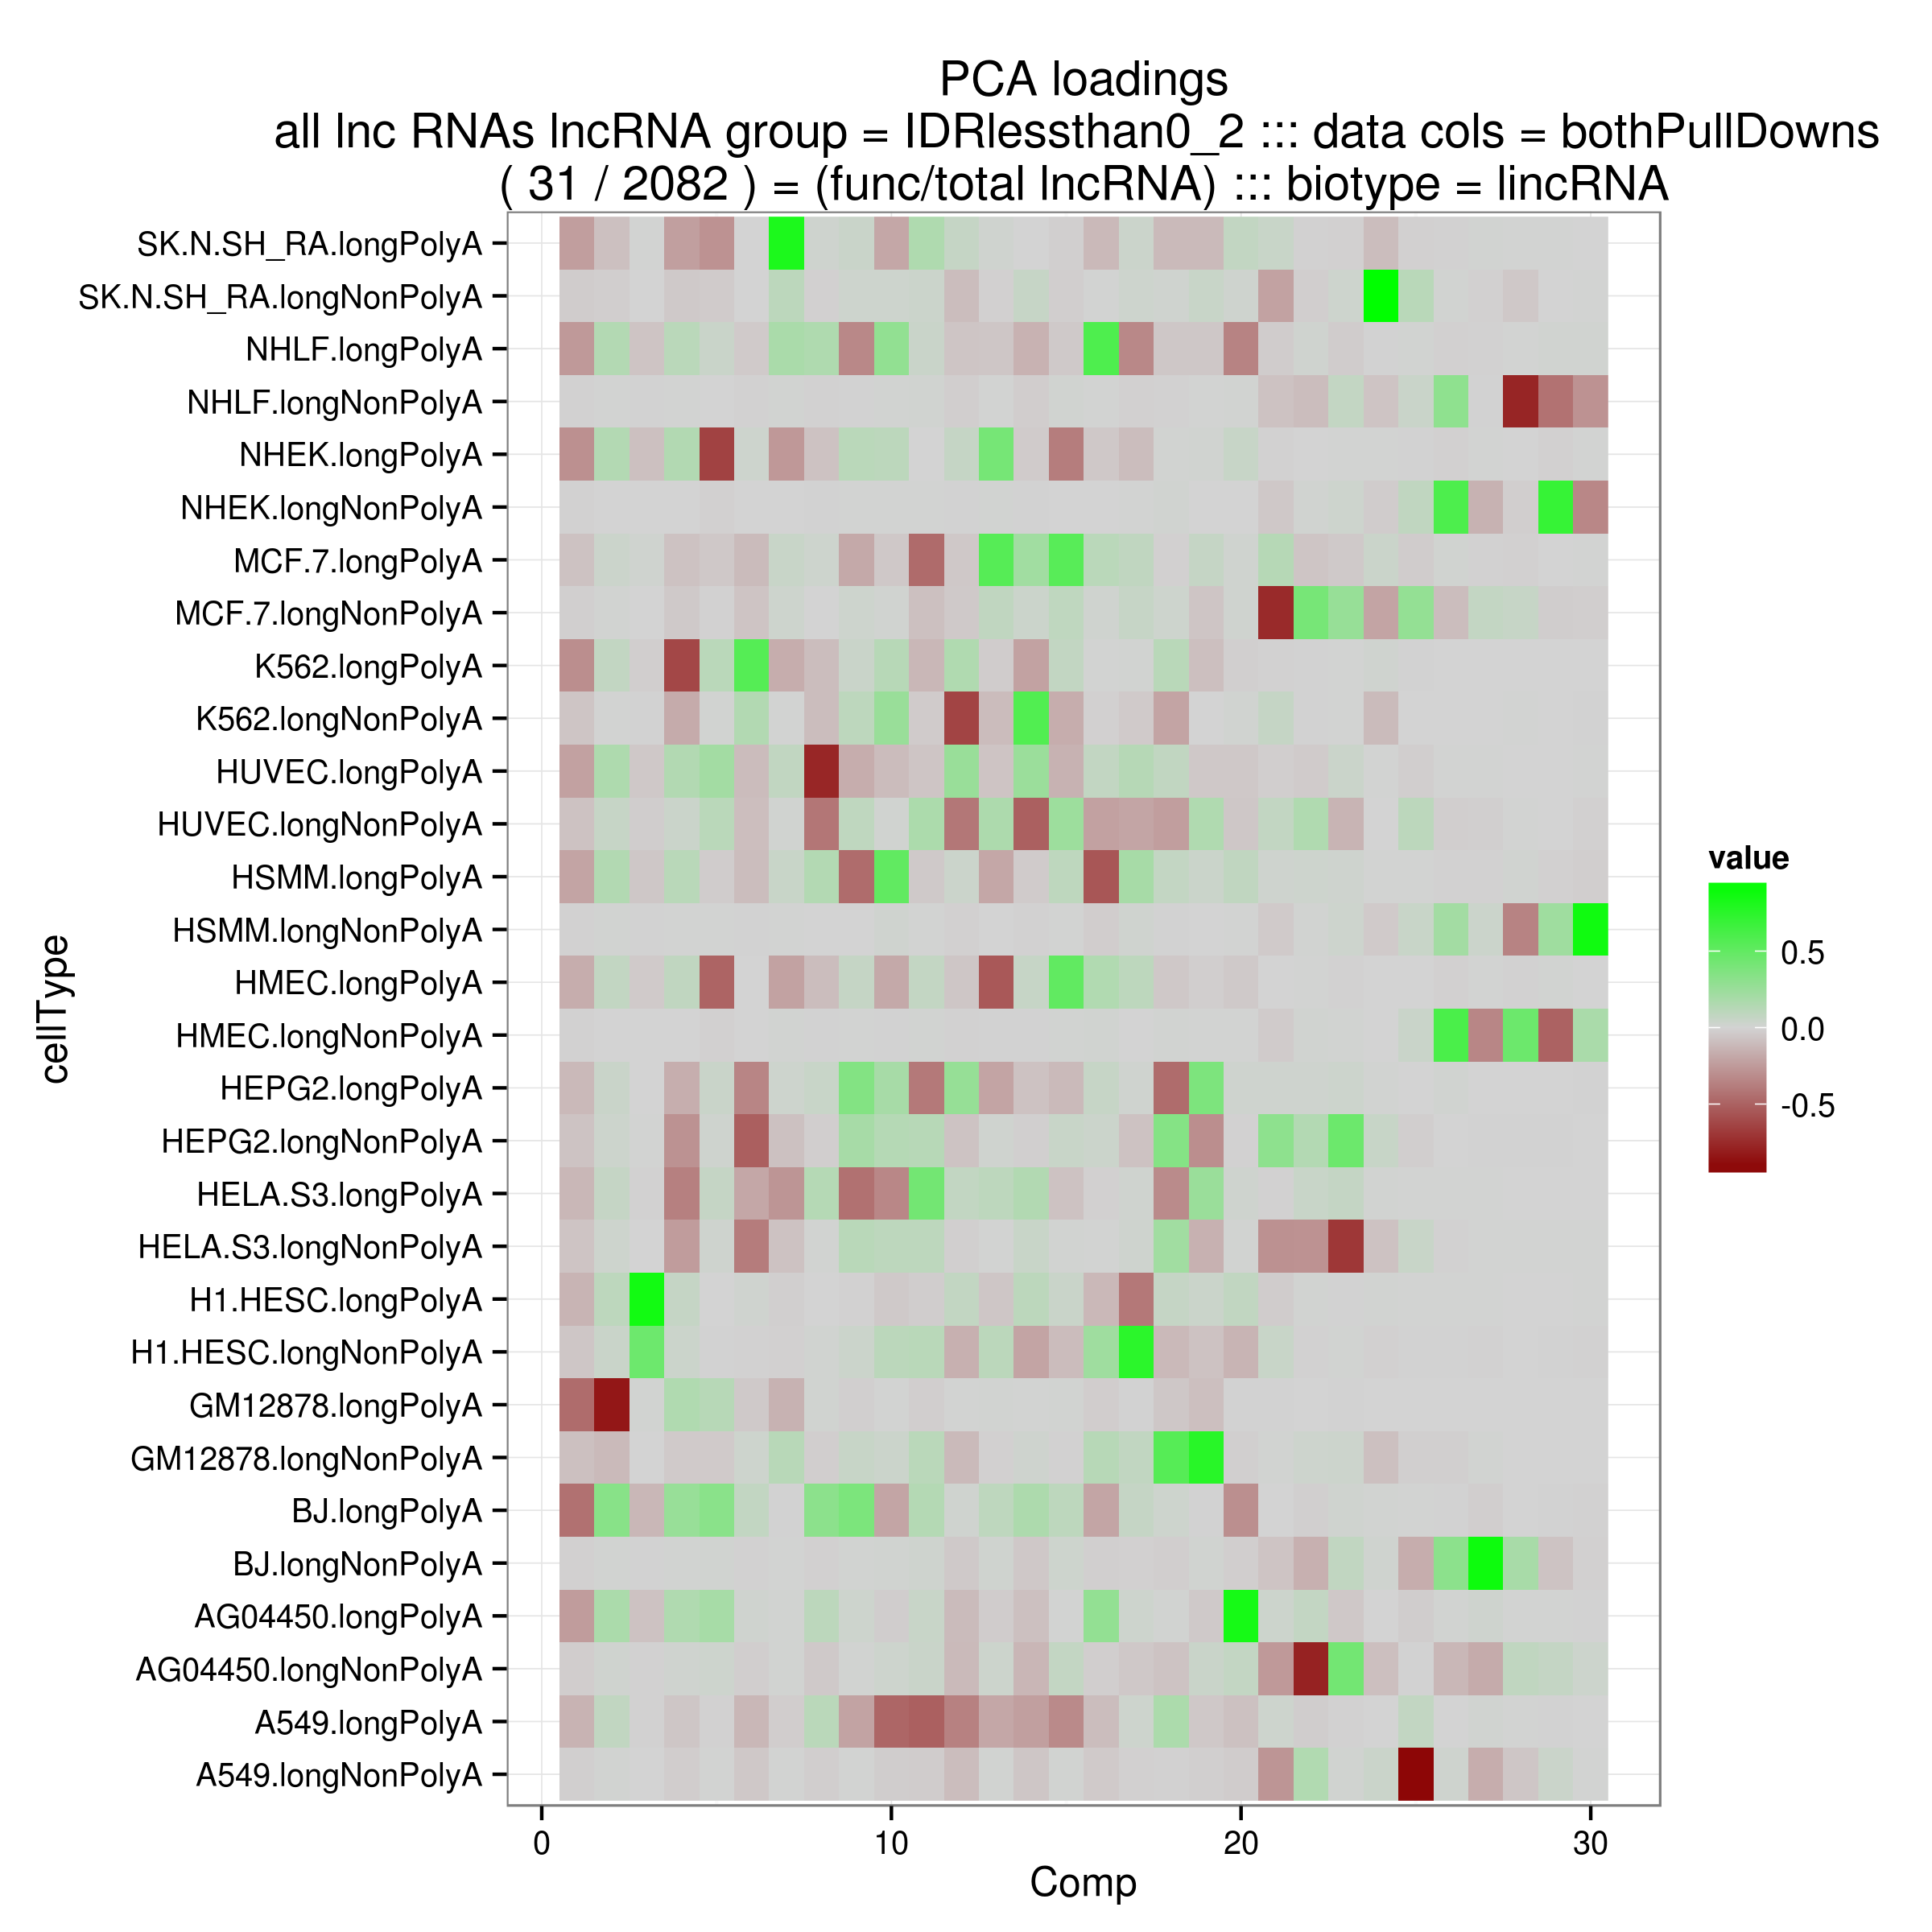 PCA loadings
all lnc RNAs lncRNA group = IDRlessthan0_2 ::: data cols = bothPullDowns
( 31 / 2082 ) = (func/total lncRNA) ::: biotype = lincRNA
SK.N.SH_RA.longPolyA
SK.N.SH_RA.longNonPolyA
NHLF.longPolyA
NHLF.longNonPolyA
NHEK.longPolyA
NHEK.longNonPolyA
MCF.7.longPolyA
MCF.7.longNonPolyA
K562.longPolyA
K562.longNonPolyA
HUVEC.longPolyA
HUVEC.longNonPolyA
HSMM.longPolyA
HSMM.longNonPolyA
HMEC.longPolyA
HMEC.longNonPolyA
HEPG2.longPolyA
HEPG2.longNonPolyA
HELA.S3.longPolyA
HELA.S3.longNonPolyA
H1.HESC.longPolyA
H1.HESC.longNonPolyA
GM12878.longPolyA
GM12878.longNonPolyA
BJ.longPolyA
BJ.longNonPolyA
AG04450.longPolyA
AG04450.longNonPolyA
A549.longPolyA
A549.longNonPolyA
cellType
0 10 20 30
Comp
value
0.5
0.0
-0.5